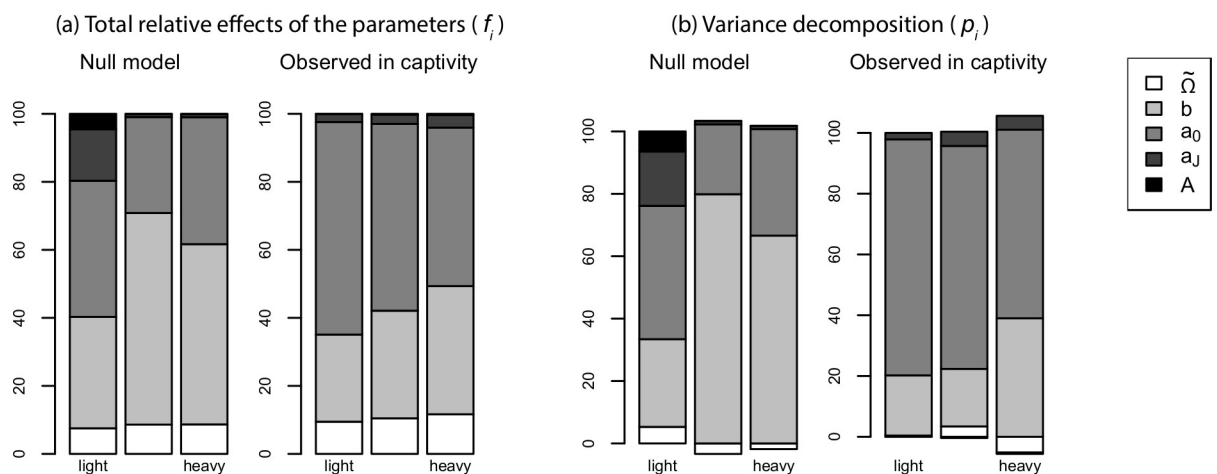 (a) Total relative effects of the parameters ( fᵢ )
(b) Variance decomposition ( pᵢ )
Null model
Observed in captivity
Null model
Observed in captivity
100
80
60
40
20
0
light
heavy
100
80
60
40
20
0
light
heavy
100
80
60
40
20
0
light
heavy
100
80
60
40
20
0
light
heavy
Ω̃
b
a₀
a_J
A